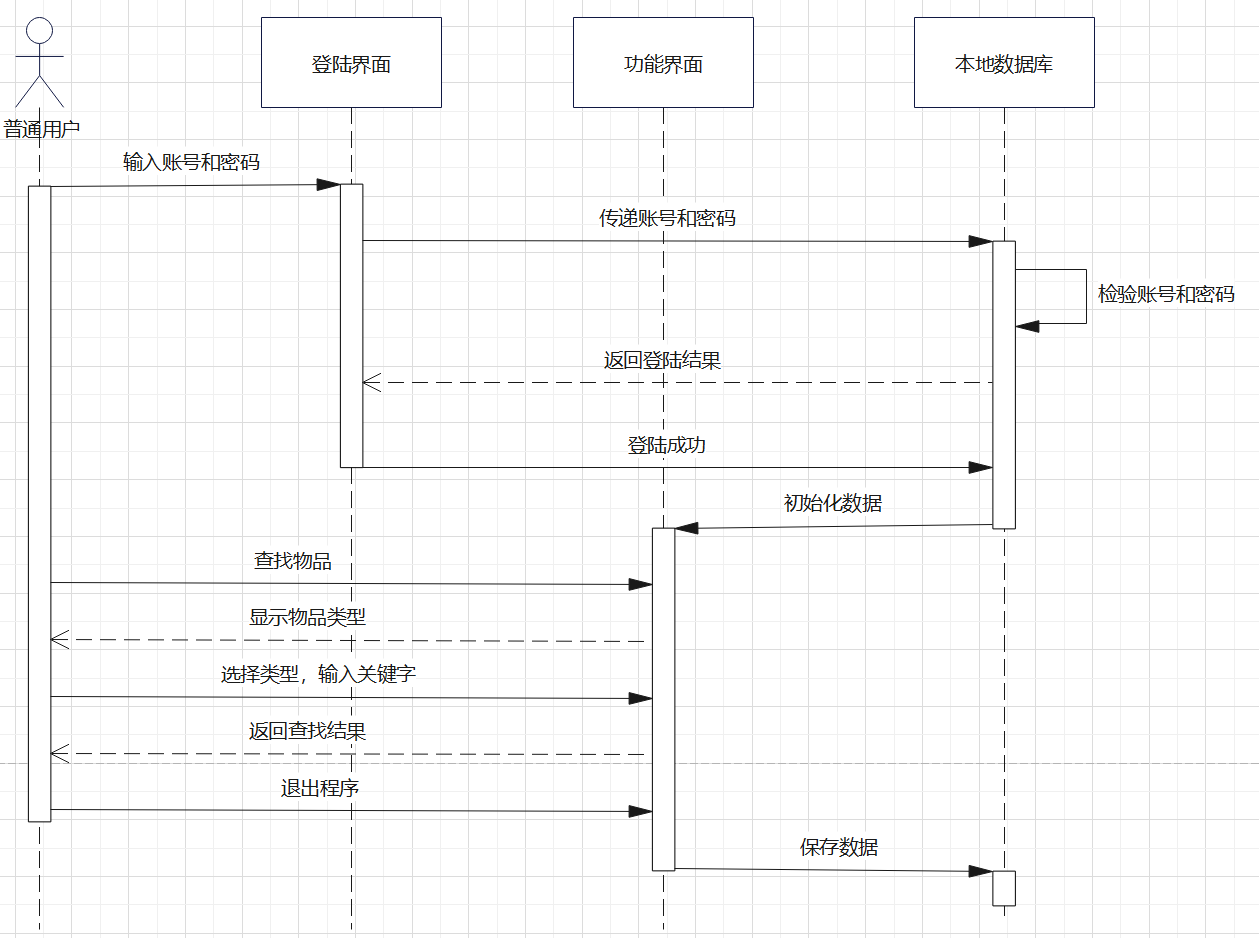 登陆界面
功能界面
本地数据库
普通用户
输入账号和密码
传递账号和密码
检验账号和密码
返回登陆结果
登陆成功
初始化数据
查找物品
显示物品类型
选择类型，输入关键字
返回查找结果
退出程序
保存数据